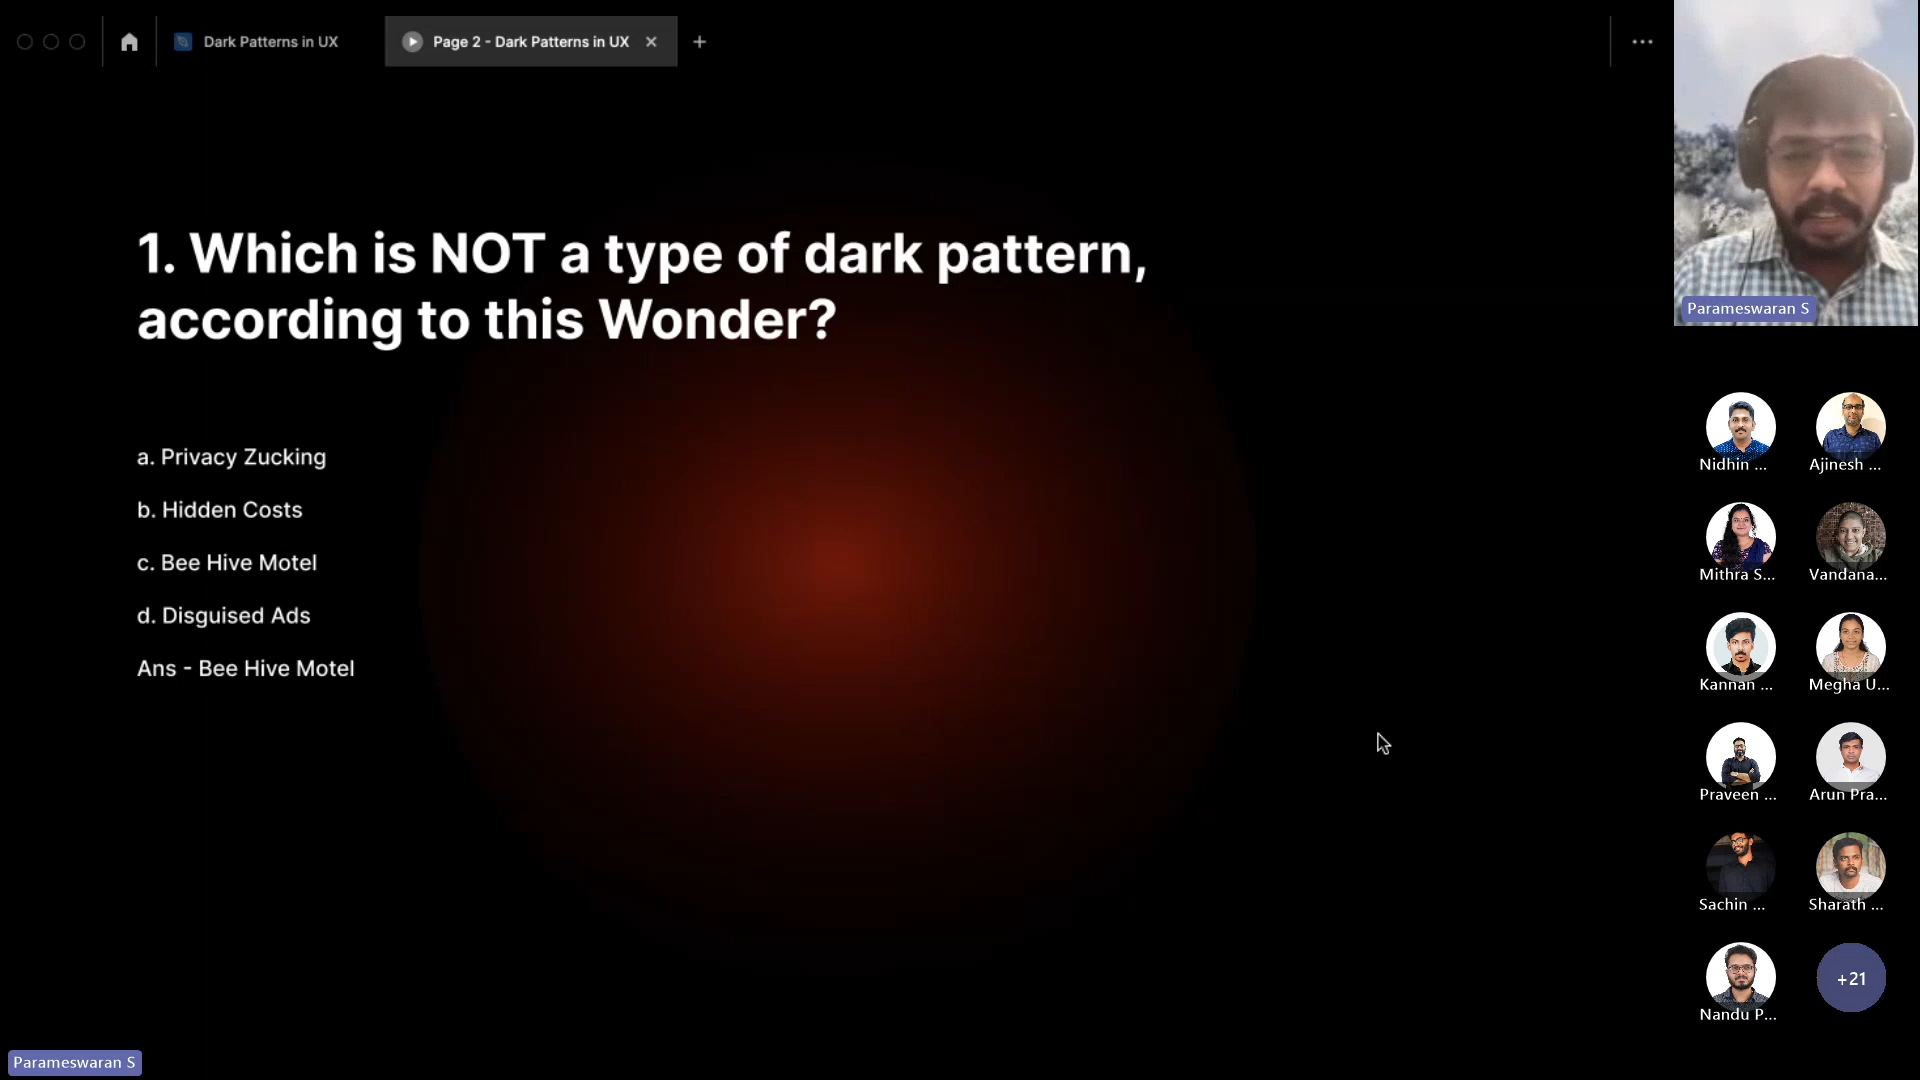 Dark Patterns in UX
Page 2 - Dark Patterns in UX
1. Which is NOT a type of dark pattern,
according to this Wonder?
a. Privacy Zucking
b. Hidden Costs
c. Bee Hive Motel
d. Disguised Ads
Ans - Bee Hive Motel
Parameswaran S
Nidhin ...
Ajinesh ...
Mithra S...
Vandana...
Kannan ...
Megha U...
Praveen ...
Arun Pra...
Sachin ...
Sharath ...
Nandu P...
+21
Parameswaran S